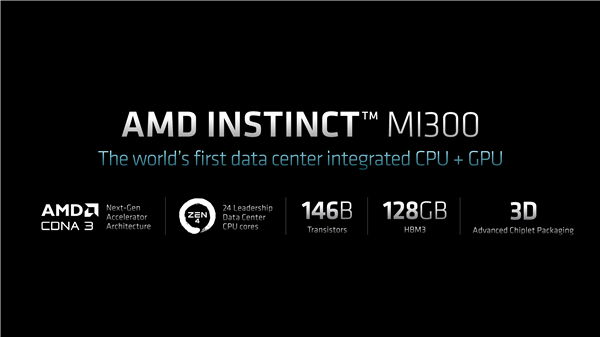 AMD INSTINCT™ MI300
The world's first data center integrated CPU + GPU
AMD
CDNA 3
Next-Gen
Accelerator
Architecture
ZEN
4
24 Leadership
Data Center
CPU cores
146B
Transistors
128GB
HBM3
3D
Advanced Chiplet Packaging